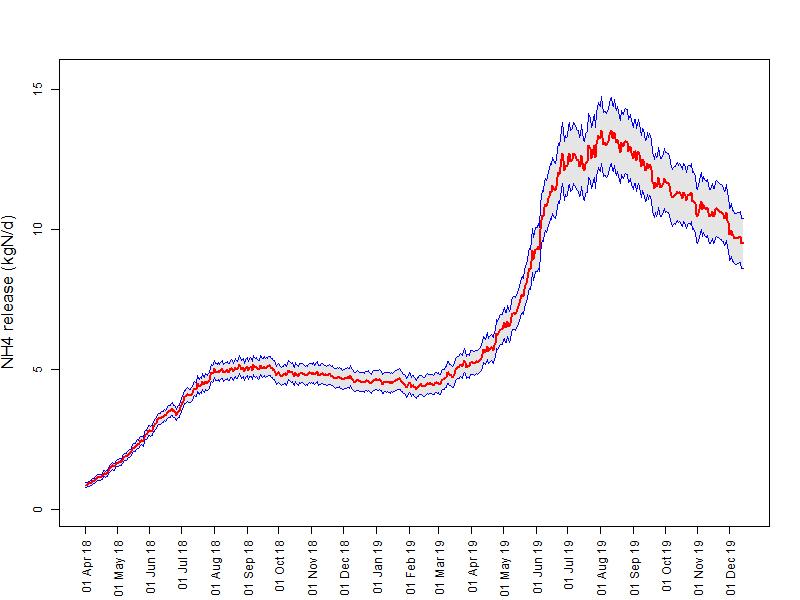 NH4 release (kgN/d)
15
10
5
0
01 Apr 18
01 May 18
01 Jun 18
01 Jul 18
01 Aug 18
01 Sep 18
01 Oct 18
01 Nov 18
01 Dec 18
01 Jan 19
01 Feb 19
01 Mar 19
01 Apr 19
01 May 19
01 Jun 19
01 Jul 19
01 Aug 19
01 Sep 19
01 Oct 19
01 Nov 19
01 Dec 19